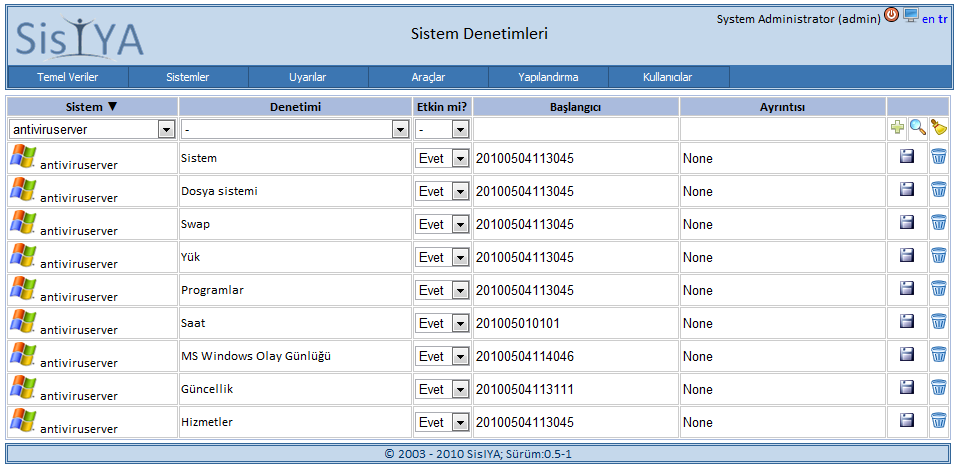 SisIYA
Sistem Denetimleri
System Administrator (admin) en tr
Temel Veriler Sistemler Uyarılar Araçlar Yapılandırma Kullanıcılar
Sistem ▼ Denetimi Etkin mi? Başlangıcı Ayrıntısı
antiviruserver - -
antiviruserver Sistem Evet 20100504113045 None
antiviruserver Dosya sistemi Evet 20100504113045 None
antiviruserver Swap Evet 20100504113045 None
antiviruserver Yük Evet 20100504113045 None
antiviruserver Programlar Evet 20100504113045 None
antiviruserver Saat Evet 201005010101 None
antiviruserver MS Windows Olay Günlüğü Evet 20100504114046 None
antiviruserver Güncellik Evet 20100504113111 None
antiviruserver Hizmetler Evet 20100504113045 None
© 2003 - 2010 SisIYA; Sürüm:0.5-1